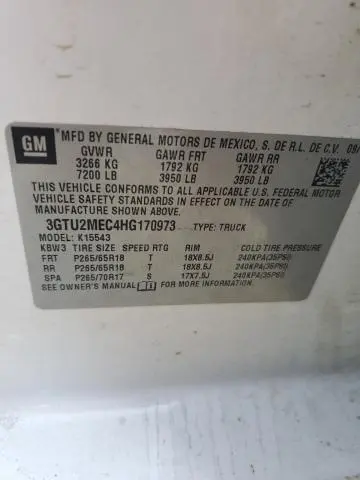 GM
MFD BY GENERAL MOTORS DE MEXICO, S. DE R.L. DE C.V.
GVWR GAWR FRT GAWR RR
3266 KG 1792 KG 1792 KG
7200 LB 3950 LB 3950 LB
THIS VEHICLE CONFORMS TO ALL APPLICABLE U.S. FEDERAL MOTOR
VEHICLE SAFETY STANDARDS IN EFFECT ON THE DATE OF
MANUFACTURE SHOWN ABOVE.
3GTU2MEC4HG170973 TYPE: TRUCK
MODEL: K15543
KBW3 TIRE SIZE SPEED RTG RIM COLD TIRE PRESSURE
FRT P265/65R18 T 18X8.5J 240KPA(35PSI)
RR P265/65R18 T 18X8.5J 240KPA(35PSI)
SPA P265/70R17 S 17X7.5J 240KPA(35PSI)
SEE OWNER'S MANUAL FOR MORE INFORMATION